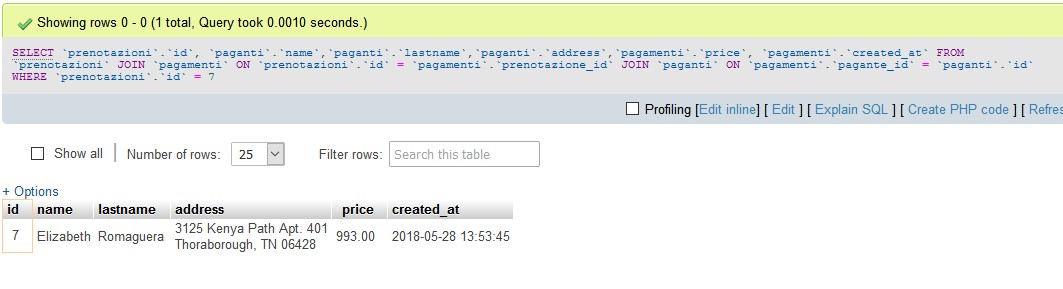 Showing rows 0 - 0 (1 total, Query took 0.0010 seconds.)
SELECT `prenotazioni`.`id`, `paganti`.`name`,`paganti`.`lastname`,`paganti`.`address`,`pagamenti`.`price`, `pagamenti`.`created_at` FROM
`prenotazioni` JOIN `pagamenti` ON `prenotazioni`.`id` = `pagamenti`.`prenotazione_id` JOIN `paganti` ON `pagamenti`.`pagante_id` = `paganti`.`id`
WHERE `prenotazioni`.`id` = 7
Profiling [Edit inline] [ Edit ] [ Explain SQL ] [ Create PHP code ] [ Refres
Show all | Number of rows: 25 Filter rows: Search this table
+ Options
id name lastname address price created_at
7 Elizabeth Romaguera 3125 Kenya Path Apt. 401 993.00 2018-05-28 13:53:45
Thoraborough, TN 06428